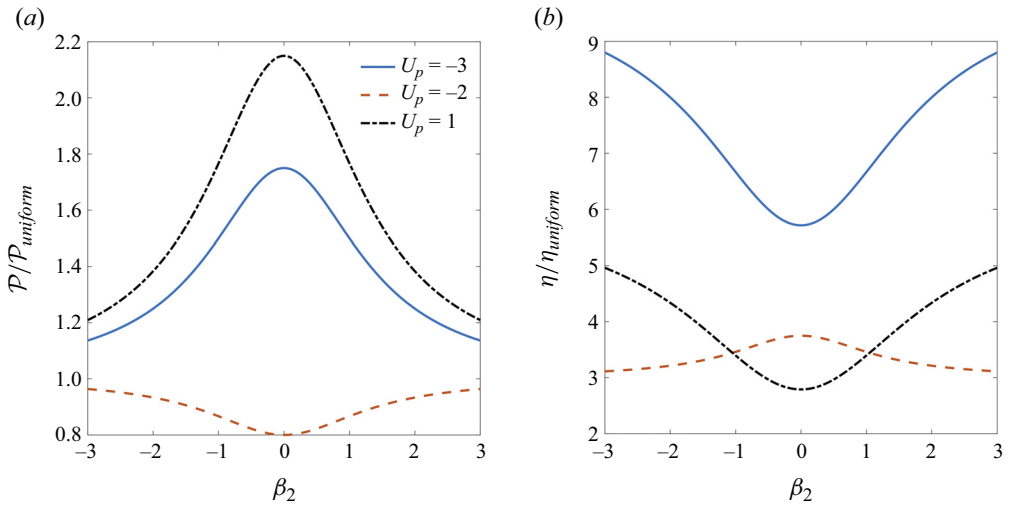 (a)
(b)
2.2
2.0
1.8
1.6
1.4
1.2
1.0
0.8
P/P_uniform
U_p = –3
U_p = –2
U_p = 1
–3 –2 –1 0 1 2 3
β₂
9
8
7
6
5
4
3
2
η/η_uniform
–3 –2 –1 0 1 2 3
β₂